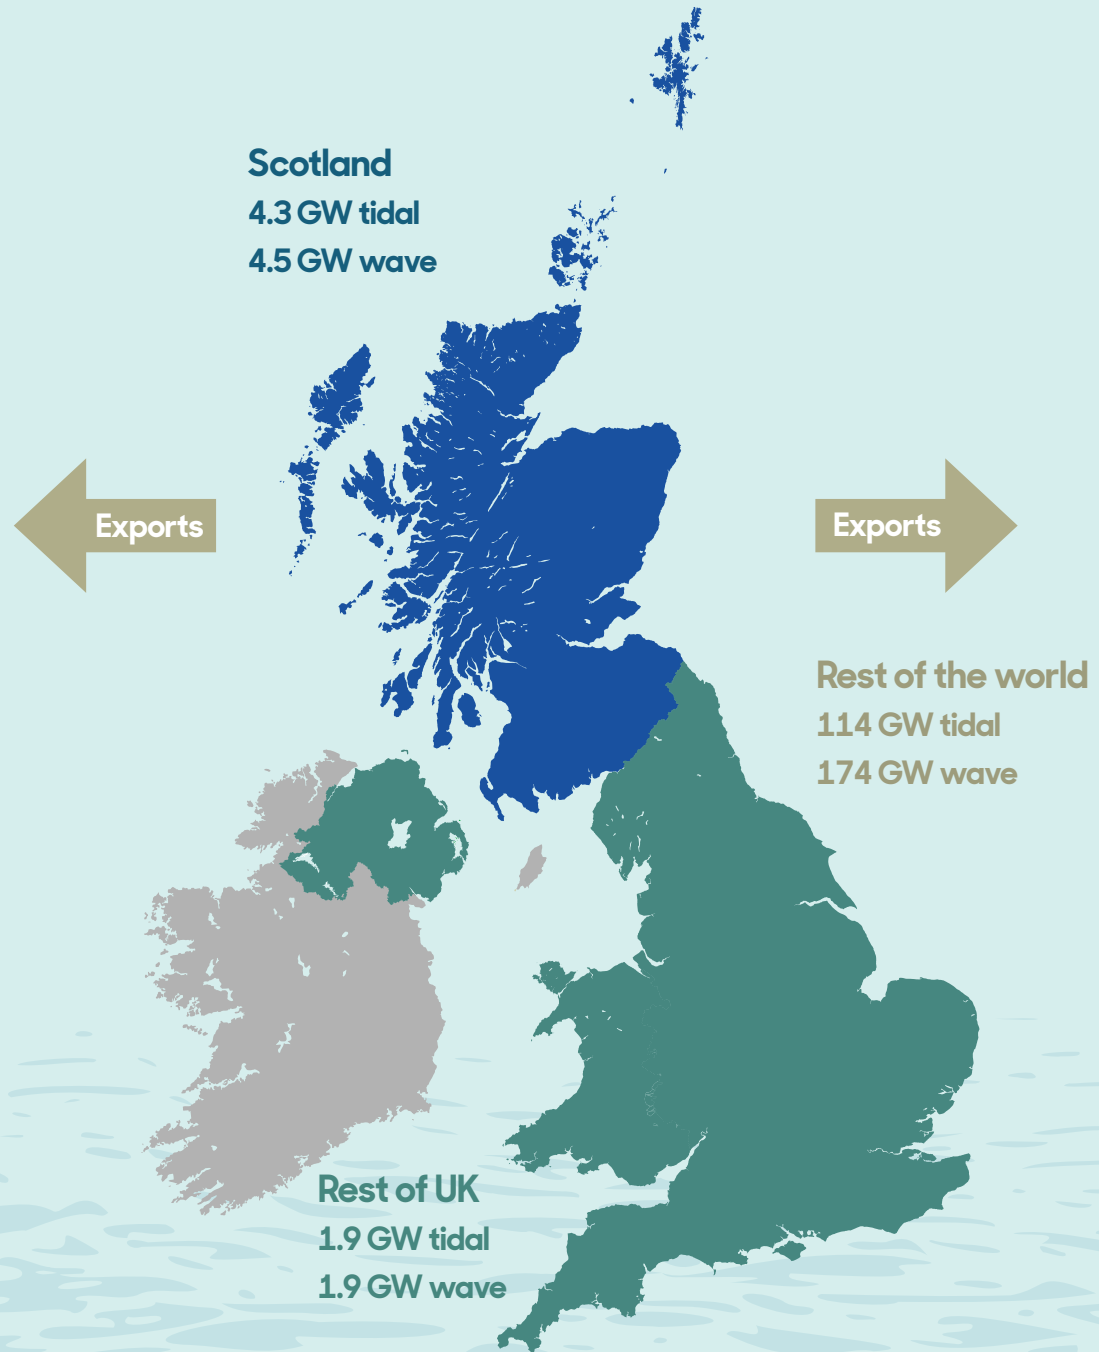 Scotland
4.3 GW tidal
4.5 GW wave
Exports
Exports
Rest of the world
114 GW tidal
174 GW wave
Rest of UK
1.9 GW tidal
1.9 GW wave